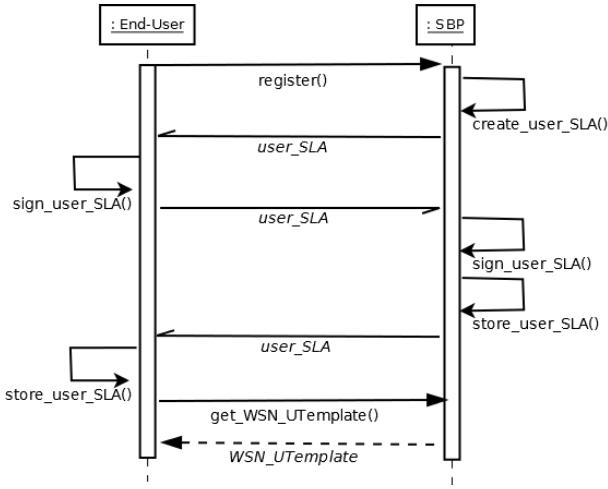 : End-User
: SBP
register()
create_user_SLA()
user_SLA
sign_user_SLA()
user_SLA
sign_user_SLA()
store_user_SLA()
user_SLA
store_user_SLA()
get_WSN_UTemplate()
WSN_UTemplate